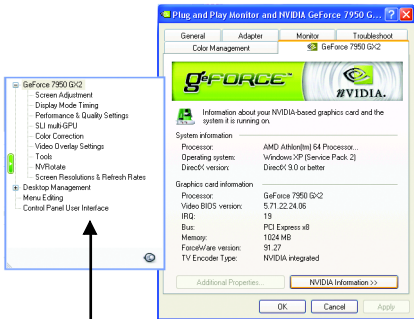 Plug and Play Monitor and NVIDIA GeForce 7950 G...
General Adapter Monitor Troubleshoot
Color Management GeForce 7950 GX2
GeFORCE
nVIDIA.
Information about your NVIDIA-based graphics card and the
system it is running on.
System information
Processor: AMD Athlon(tm) 64 Processor...
Operating system: Windows XP (Service Pack 2)
DirectX version: DirectX 9.0 or better
Graphics card information
Processor: GeForce 7950 GX2
Video BIOS version: 5.71.22.24.06
IRQ: 19
Bus: PCI Express x8
Memory: 1024 MB
ForceWare version: 91.27
TV Encoder Type: NVIDIA integrated
Additional Properties... NVIDIA Information >>
OK Cancel Apply
GeForce 7950 GX2
Screen Adjustment
Display Mode Timing
Performance & Quality Settings
SLI multi-GPU
Color Correction
Video Overlay Settings
Tools
NVRotate
Screen Resolutions & Refresh Rates
Desktop Management
Menu Editing
Control Panel User Interface